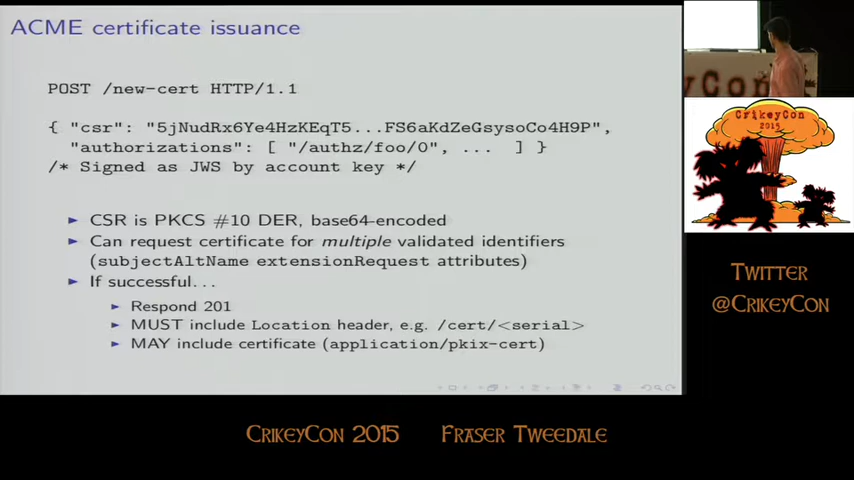 ACME certificate issuance
POST /new-cert HTTP/1.1
{ "csr": "5jNudRx6Ye4HzKEqT5...FS6aKdZeGsysoCo4H9P",
"authorizations": [ "/authz/foo/0", ... ] }
/* Signed as JWS by account key */
► CSR is PKCS #10 DER, base64-encoded
► Can request certificate for multiple validated identifiers
(subjectAltName extensionRequest attributes)
► If successful...
► Respond 201
► MUST include Location header, e.g. /cert/<serial>
► MAY include certificate (application/pkix-cert)
CrikeyCon
2015
Twitter
@CrikeyCon
CrikeyCon 2015 Fraser Tweedale